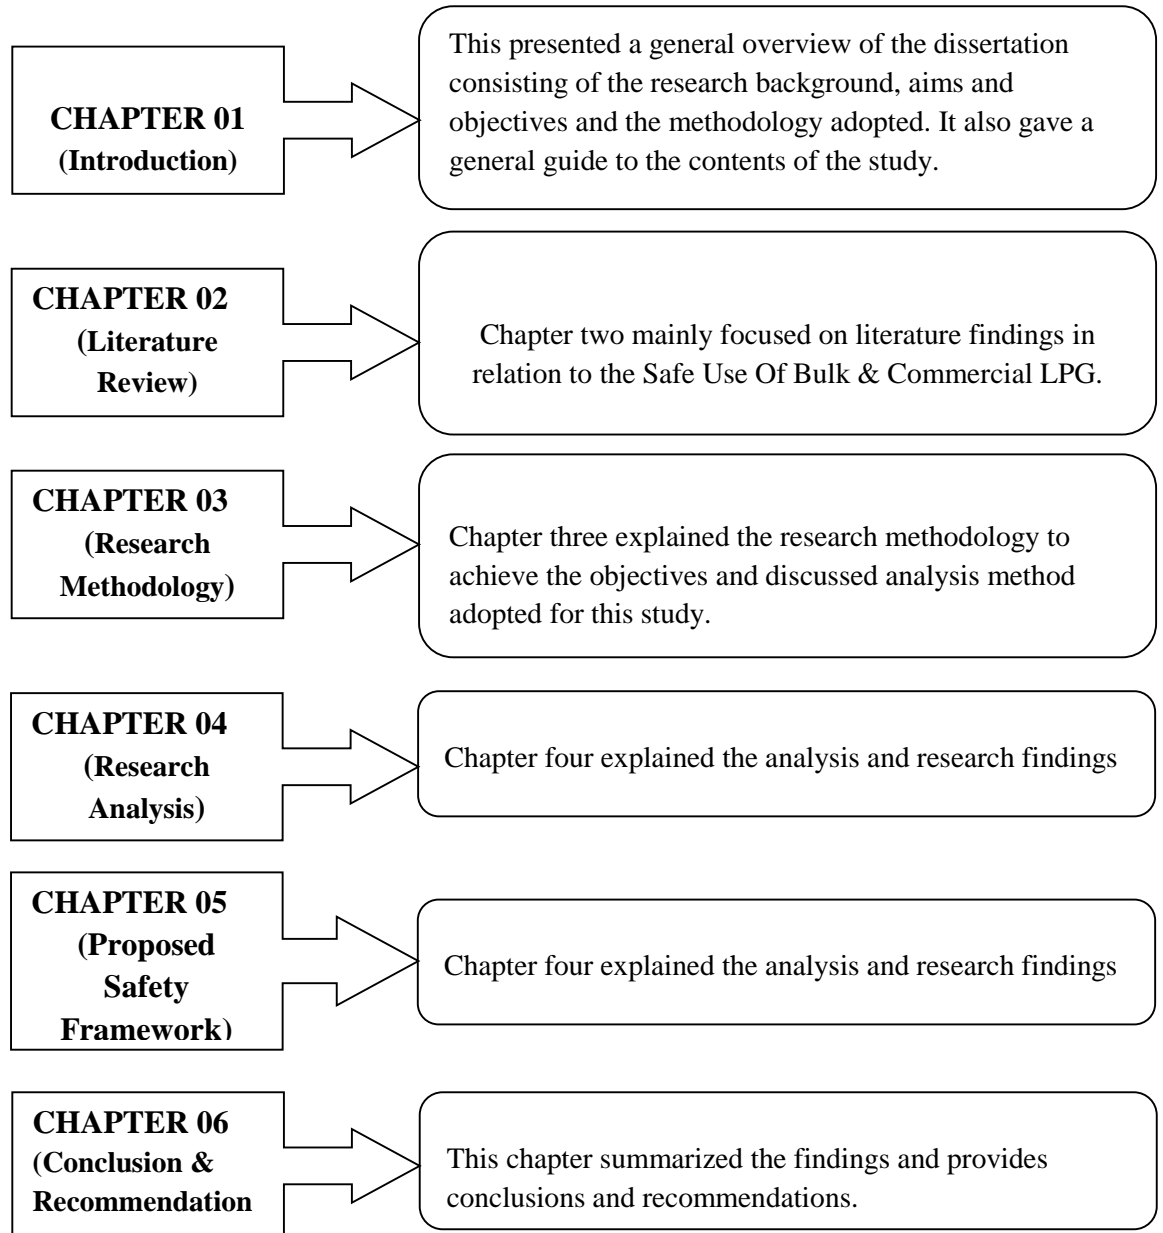 CHAPTER 01
(Introduction)
This presented a general overview of the dissertation
consisting of the research background, aims and
objectives and the methodology adopted. It also gave a
general guide to the contents of the study.
CHAPTER 02
(Literature
Review)
Chapter two mainly focused on literature findings in
relation to the Safe Use Of Bulk & Commercial LPG.
CHAPTER 03
(Research
Methodology)
Chapter three explained the research methodology to
achieve the objectives and discussed analysis method
adopted for this study.
CHAPTER 04
(Research
Analysis)
Chapter four explained the analysis and research findings
CHAPTER 05
(Proposed
Safety
Framework)
Chapter four explained the analysis and research findings
CHAPTER 06
(Conclusion &
Recommendation
This chapter summarized the findings and provides
conclusions and recommendations.